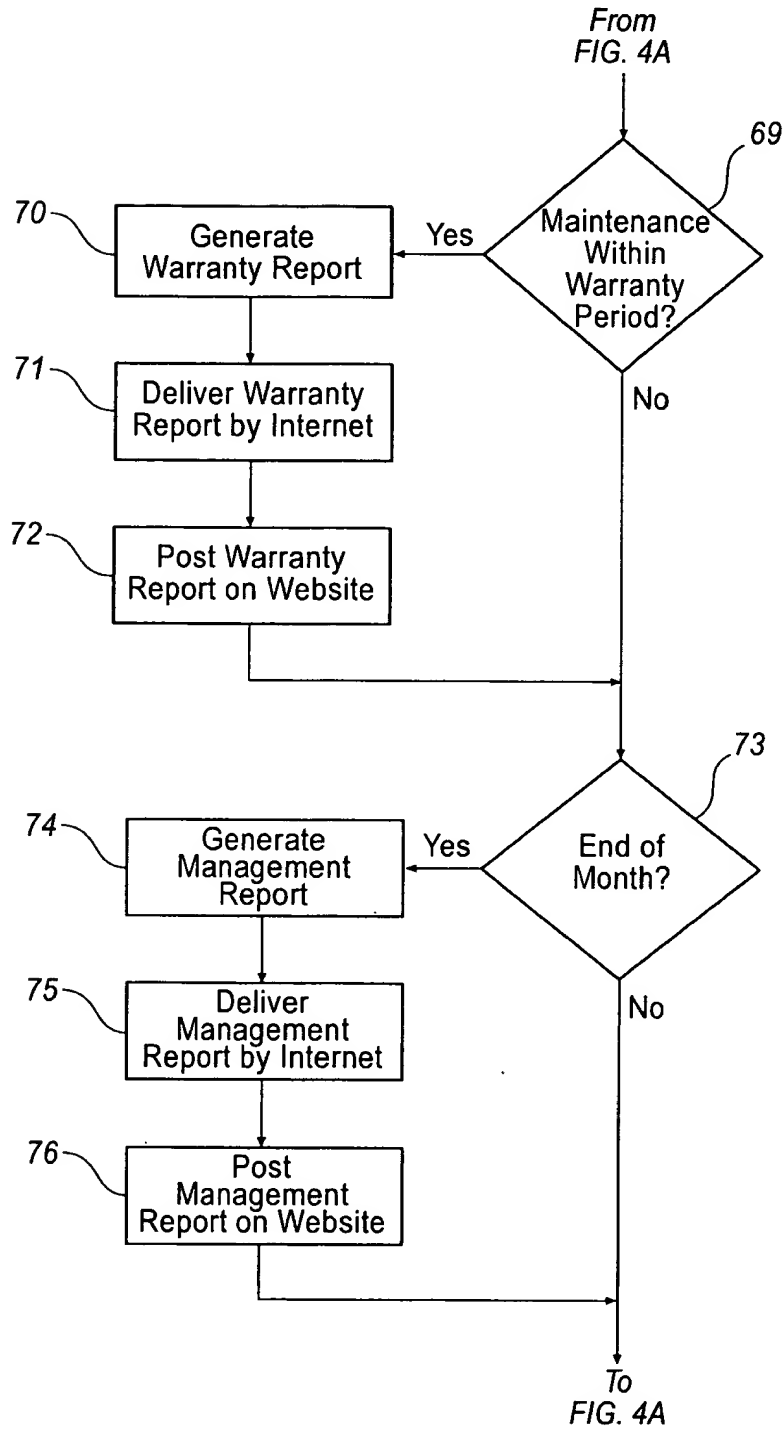 From
FIG. 4A
69
Maintenance
Within
Warranty
Period?
Yes
No
70
Generate
Warranty Report
71
Deliver Warranty
Report by Internet
72
Post Warranty
Report on Website
73
End of
Month?
Yes
No
74
Generate
Management
Report
75
Deliver
Management
Report by Internet
76
Post
Management
Report on Website
To
FIG. 4A